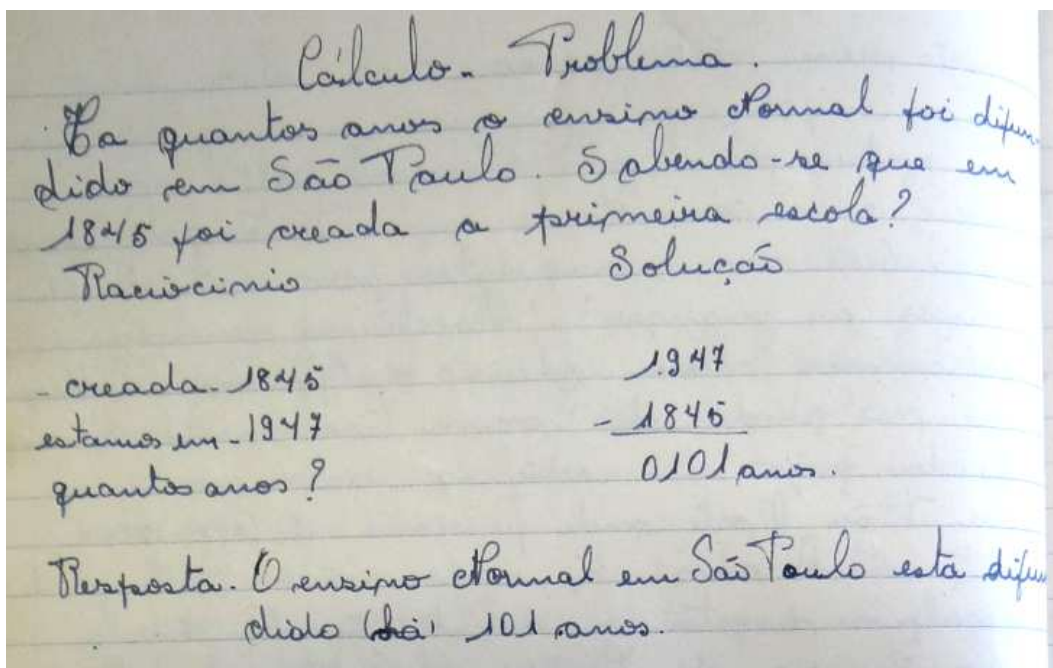 Cálculo. Problema.
Ha quantos anos o ensino Normal foi difun
dido em São Paulo. Sabendo-se que em
1845 foi creada a primeira escola?
Raciocinio Solução
- creada - 1845 1.947
estamos em - 1947 - 1845
quantos anos? 0101 anos.
Resposta. O ensino Normal em São Paulo esta difun
dido (há) 101 anos.